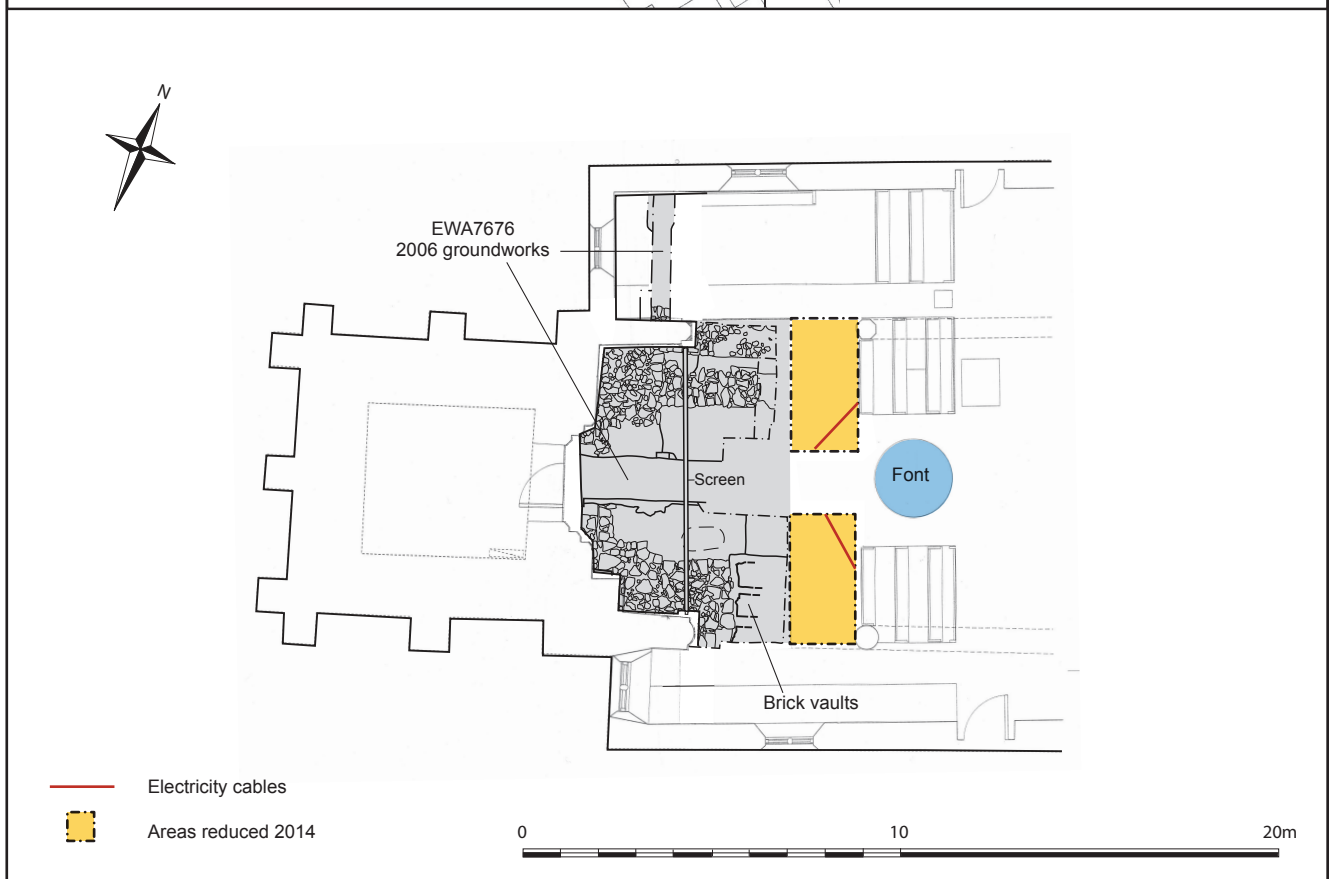 N
EWA7676
2006 groundworks
Screen
Font
Brick vaults
Electricity cables
Areas reduced 2014
0
10
20m